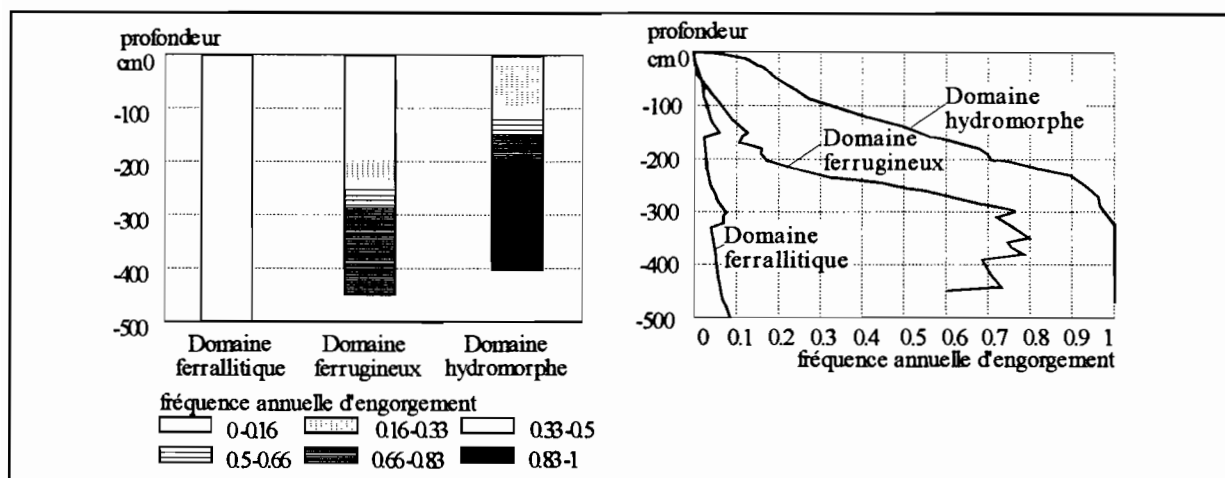 profondeur
cm0
-100
-200
-300
-400
-500
Domaine ferrallitique
Domaine ferrugineux
Domaine hydromorphe
fréquence annuelle d'engorgement
0-0.16
0.16-0.33
0.33-0.5
0.5-0.66
0.66-0.83
0.83-1
profondeur
cm0
-100
-200
-300
-400
-500
Domaine
hydromorphe
Domaine
ferrugineux
Domaine
ferrallitique
0 0.1 0.2 0.3 0.4 0.5 0.6 0.7 0.8 0.9 1
fréquence annuelle d'engorgement